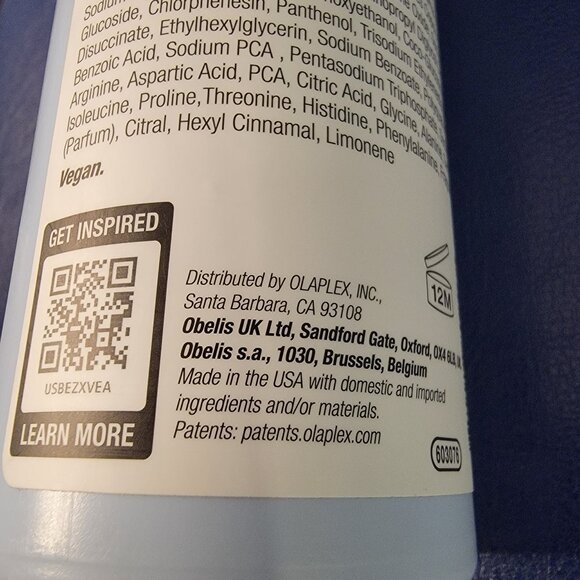 Glucoside, Chlorphenesin, Panthenol, Trisodium
Disuccinate, Ethylhexylglycerin, Sodium Benzoate,
Benzoic Acid, Sodium PCA , Pentasodium Triphosphate,
Arginine, Aspartic Acid, PCA, Citric Acid, Glycine,
Isoleucine, Proline, Threonine, Histidine, Phenylalanine,
(Parfum), Citral, Hexyl Cinnamal, Limonene
Vegan.
GET INSPIRED
USBEZXVEA
LEARN MORE
Distributed by OLAPLEX, INC.,
Santa Barbara, CA 93108
Obelis UK Ltd, Sandford Gate, Oxford, OX4 6LB,
Obelis s.a., 1030, Brussels, Belgium
Made in the USA with domestic and imported
ingredients and/or materials.
Patents: patents.olaplex.com
12M
603076